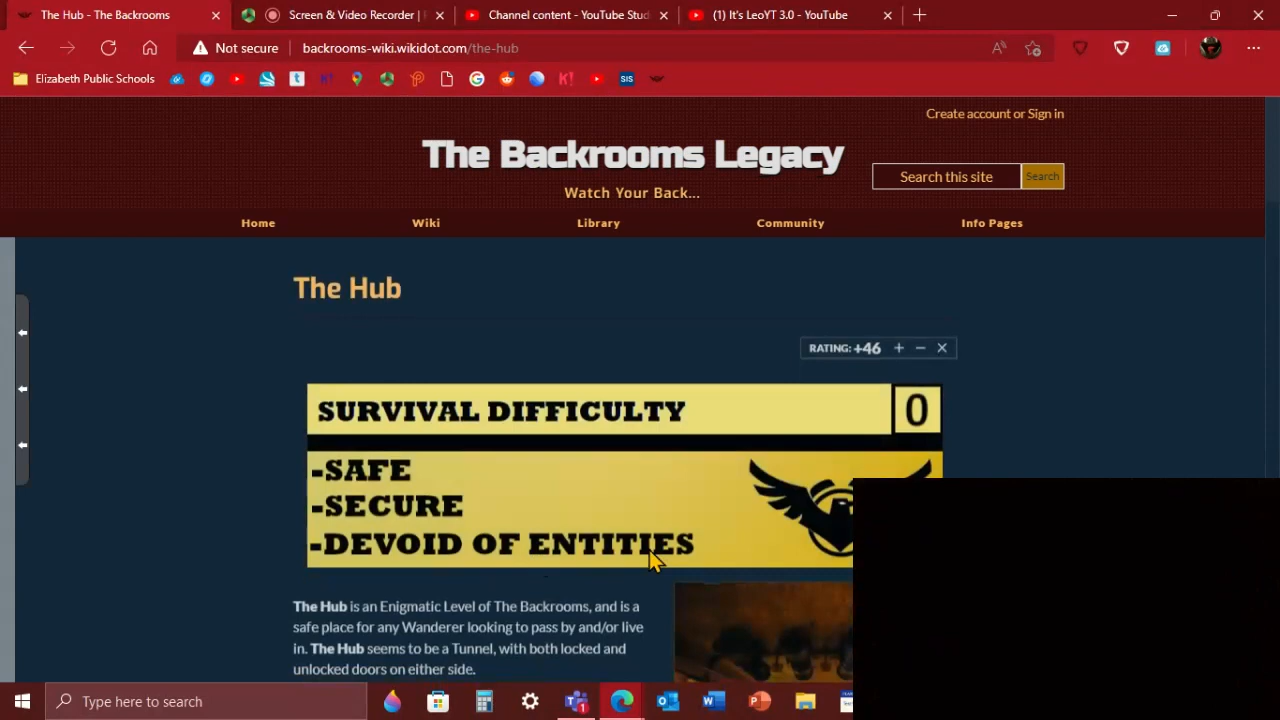 The Hub - The Backrooms
Screen & Video Recorder |
Channel content - YouTube Stud
(1) It's LeoYT 3.0 - YouTube
Not secure
backrooms-wiki.wikidot.com/the-hub
Elizabeth Public Schools
SIS
Create account or Sign in
The Backrooms Legacy
Search this site
Search
Watch Your Back...
Home
Wiki
Library
Community
Info Pages
The Hub
RATING: +46 + − X
SURVIVAL DIFFICULTY
0
-SAFE
-SECURE
-DEVOID OF ENTITIES
The Hub is an Enigmatic Level of The Backrooms, and is a
safe place for any Wanderer looking to pass by and/or live
in. The Hub seems to be a Tunnel, with both locked and
unlocked doors on either side.
Type here to search